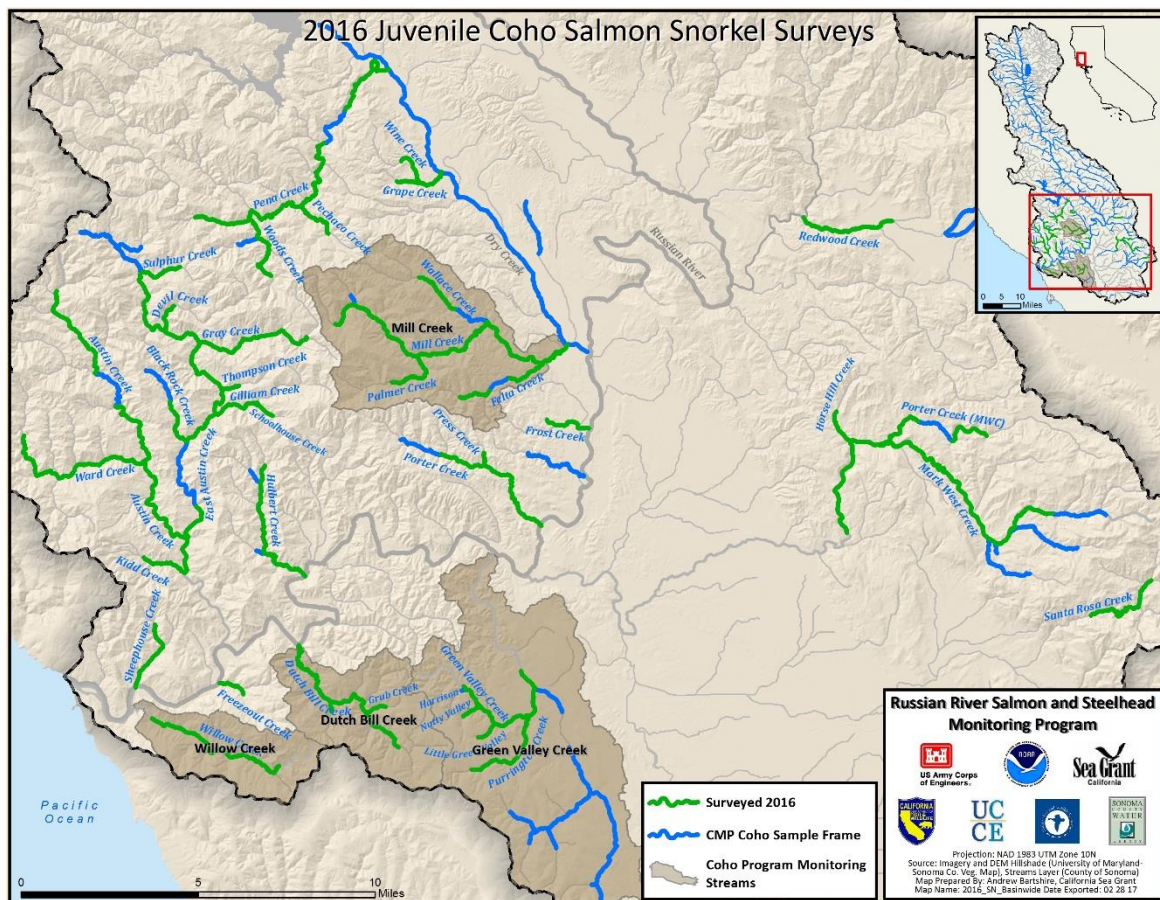 2016 Juvenile Coho Salmon Snorkel Surveys
Wine Creek
Grape Creek
Pena Creek
Pechaco Creek
Woods Creek
Sulphur Creek
Devil Creek
Gray Creek
Austin Creek
Black Rock Creek
Thompson Creek
Gilliam Creek
Schoolhouse Creek
East Austin Creek
Ward Creek
Austin Creek
Kidd Creek
Hulbert Creek
Sheephouse Creek
Dry Creek
Russian River
Wallace Creek
Mill Creek
Mill Creek
Palmer Creek
Felta Creek
Press Creek
Porter Creek
Frost Creek
Redwood Creek
Horse Hill Creek
Porter Creek (MWC)
Mark West Creek
Santa Rosa Creek
Freezeout Creek
Willow Creek
Willow Creek
Dutch Bill Creek
Grub Creek
Dutch Bill Creek
Green Valley Creek
Harrison
Nutty Valley
Little Green Valley
Green Valley Creek
Purrington Creek
Pacific
Ocean
0 5 10
Miles
0 5 10
Miles
Surveyed 2016
CMP Coho Sample Frame
Coho Program Monitoring
Streams
Russian River Salmon and Steelhead
Monitoring Program
US Army Corps
of Engineers
NOAA
Sea Grant
California
CALIFORNIA
UC
CE
SONOMA
COUNTY
WATER
AGENCY
Projection: NAD 1983 UTM Zone 10N
Source: Imagery and DEM Hillshade (University of Maryland-
Sonoma Co. Veg. Map), Streams Layer (County of Sonoma)
Map Prepared By: Andrew Bartshire, California Sea Grant
Map Name: 2016_SN_Basinwide Date Exported: 02 28 17